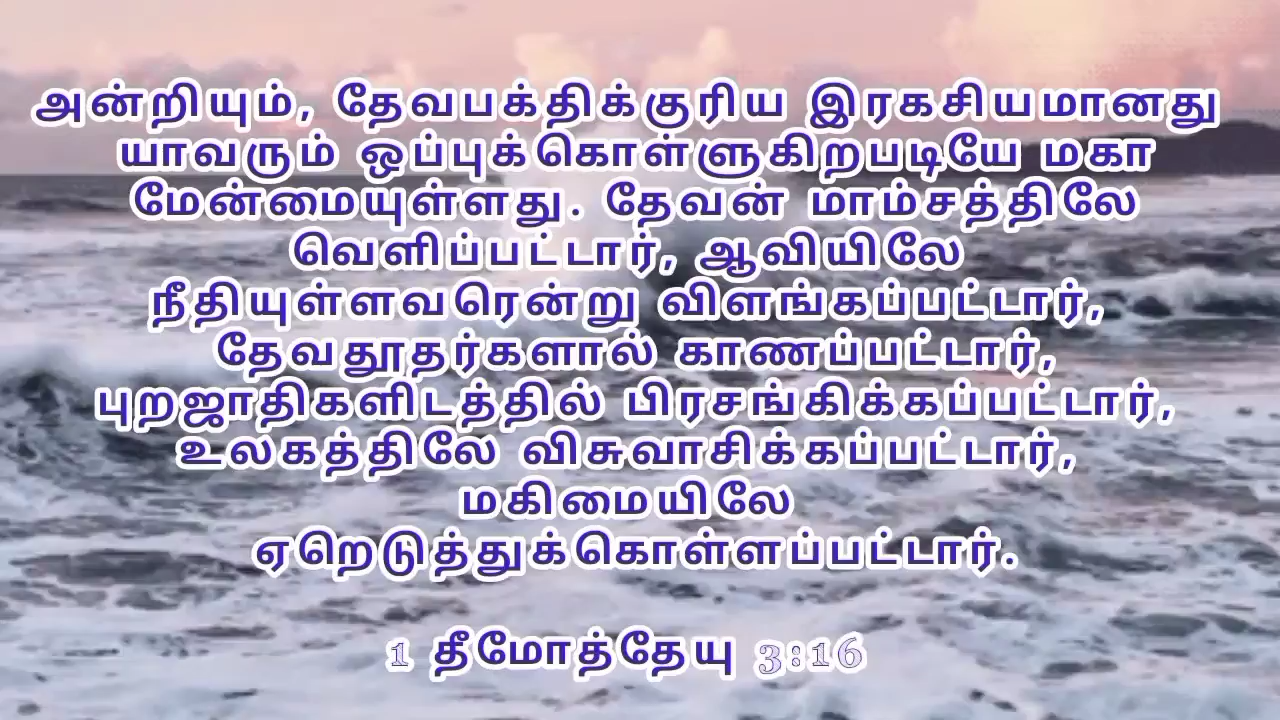 அன்றியும், தேவபக்திக்குரிய இரகசியமானது
யாவரும் ஒப்புக்கொள்ளுகிறபடியே மகா
மேன்மையுள்ளது. தேவன் மாம்சத்திலே
வெளிப்பட்டார், ஆவியிலே
நீதியுள்ளவரென்று விளங்கப்பட்டார்,
தேவதூதர்களால் காணப்பட்டார்,
புறஜாதிகளிடத்தில் பிரசங்கிக்கப்பட்டார்,
உலகத்திலே விசுவாசிக்கப்பட்டார்,
மகிமையிலே
ஏறெடுத்துக்கொள்ளப்பட்டார்.
1 தீமோத்தேயு 3:16